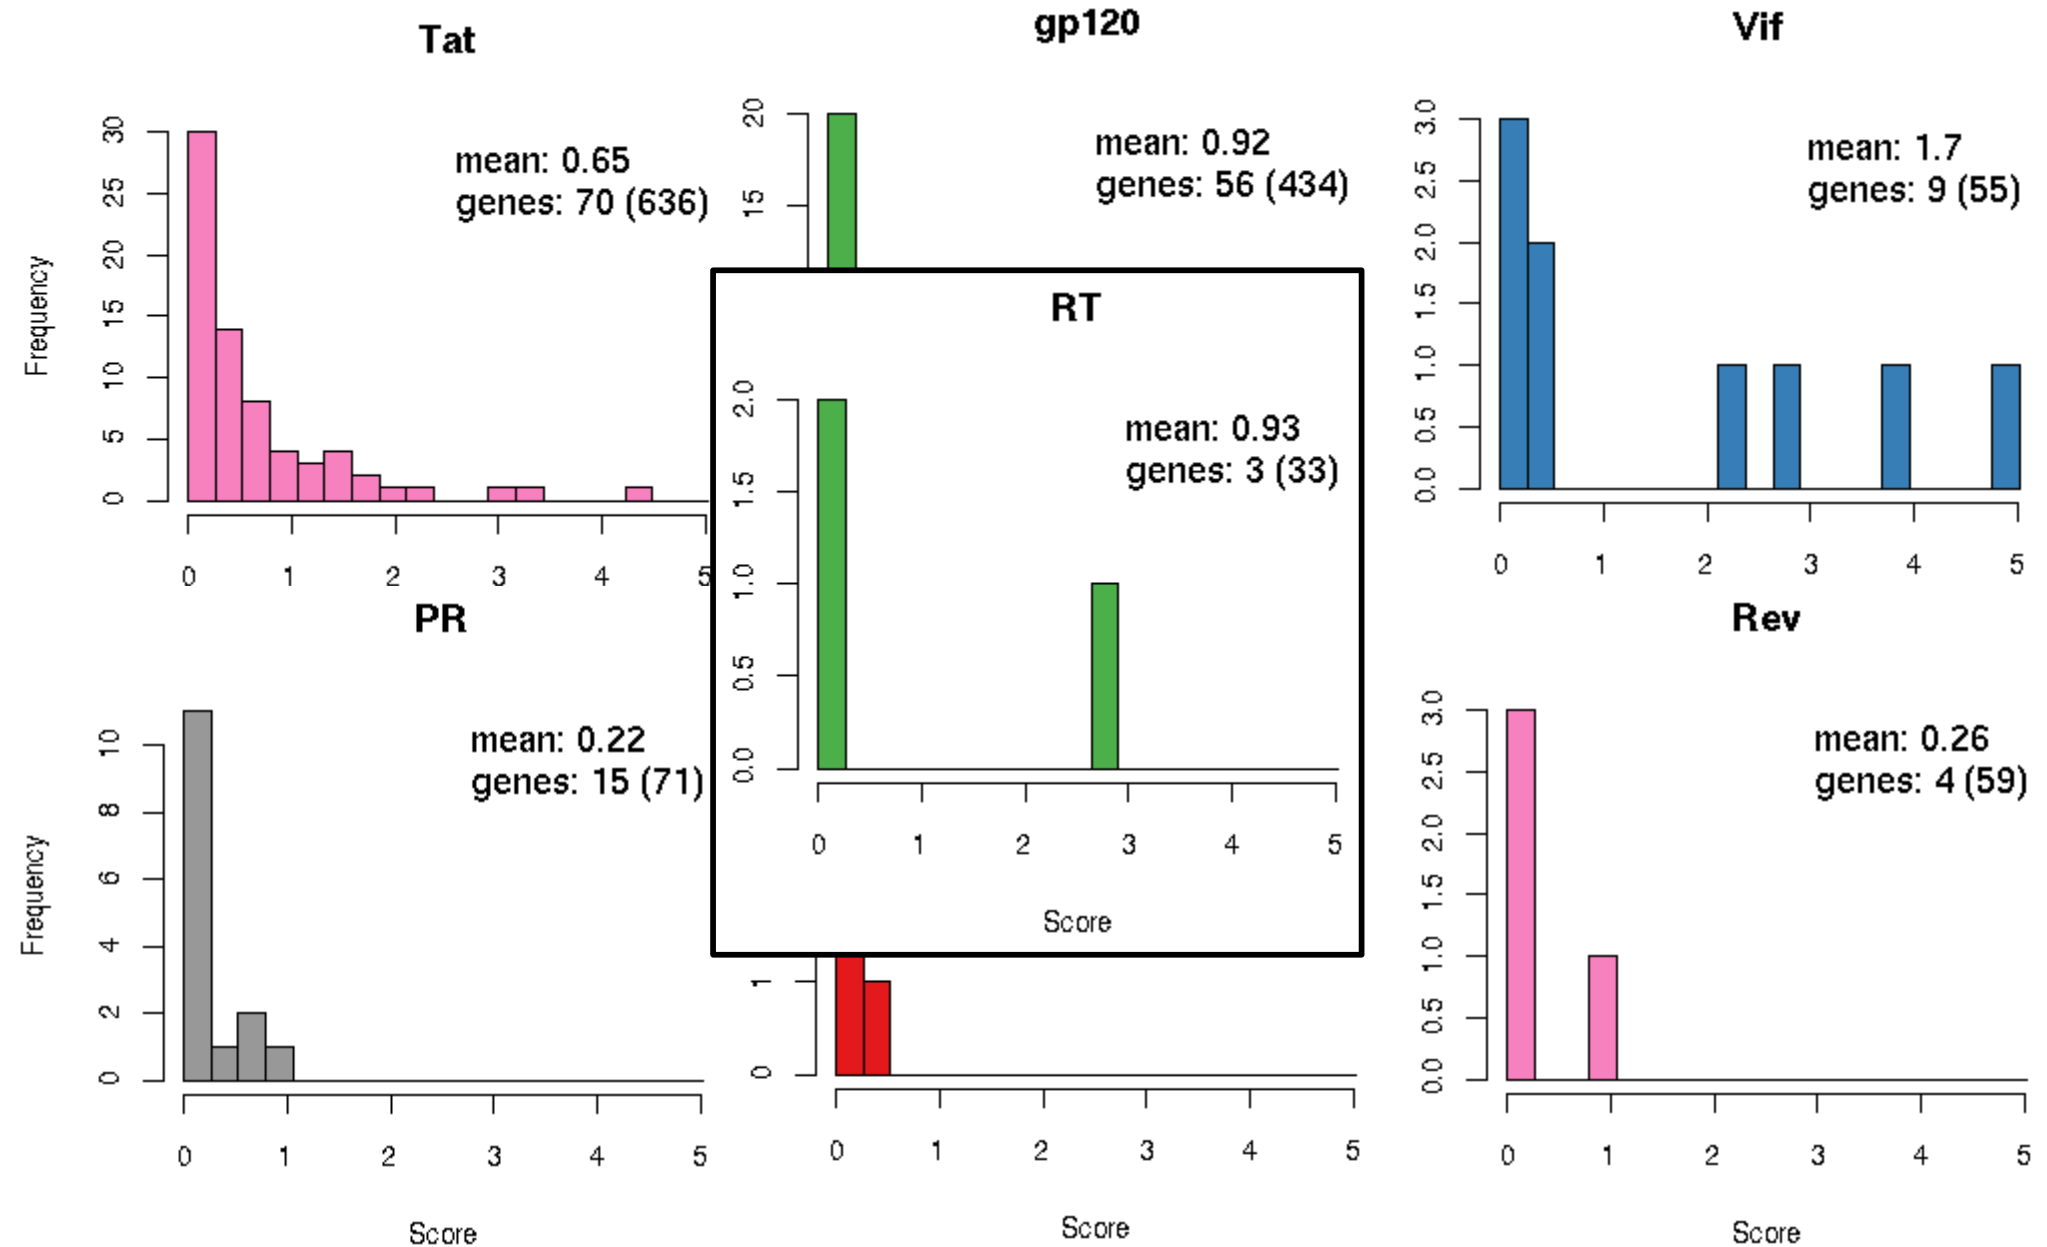 Tat
mean: 0.65
genes: 70 (636)
Frequency
30
25
20
15
10
5
0
0 1 2 3 4 5
gp120
mean: 0.92
genes: 56 (434)
20
15
Vif
mean: 1.7
genes: 9 (55)
3.0
2.5
2.0
1.5
1.0
0.5
0.0
0 1 2 3 4 5
RT
mean: 0.93
genes: 3 (33)
2.0
1.5
1.0
0.5
0.0
0 1 2 3 4 5
Score
PR
mean: 0.22
genes: 15 (71)
Frequency
10
8
6
4
2
0
0 1 2 3 4 5
Score
1
0
0 1 2 3 4 5
Score
Rev
mean: 0.26
genes: 4 (59)
3.0
2.5
2.0
1.5
1.0
0.5
0.0
0 1 2 3 4 5
Score